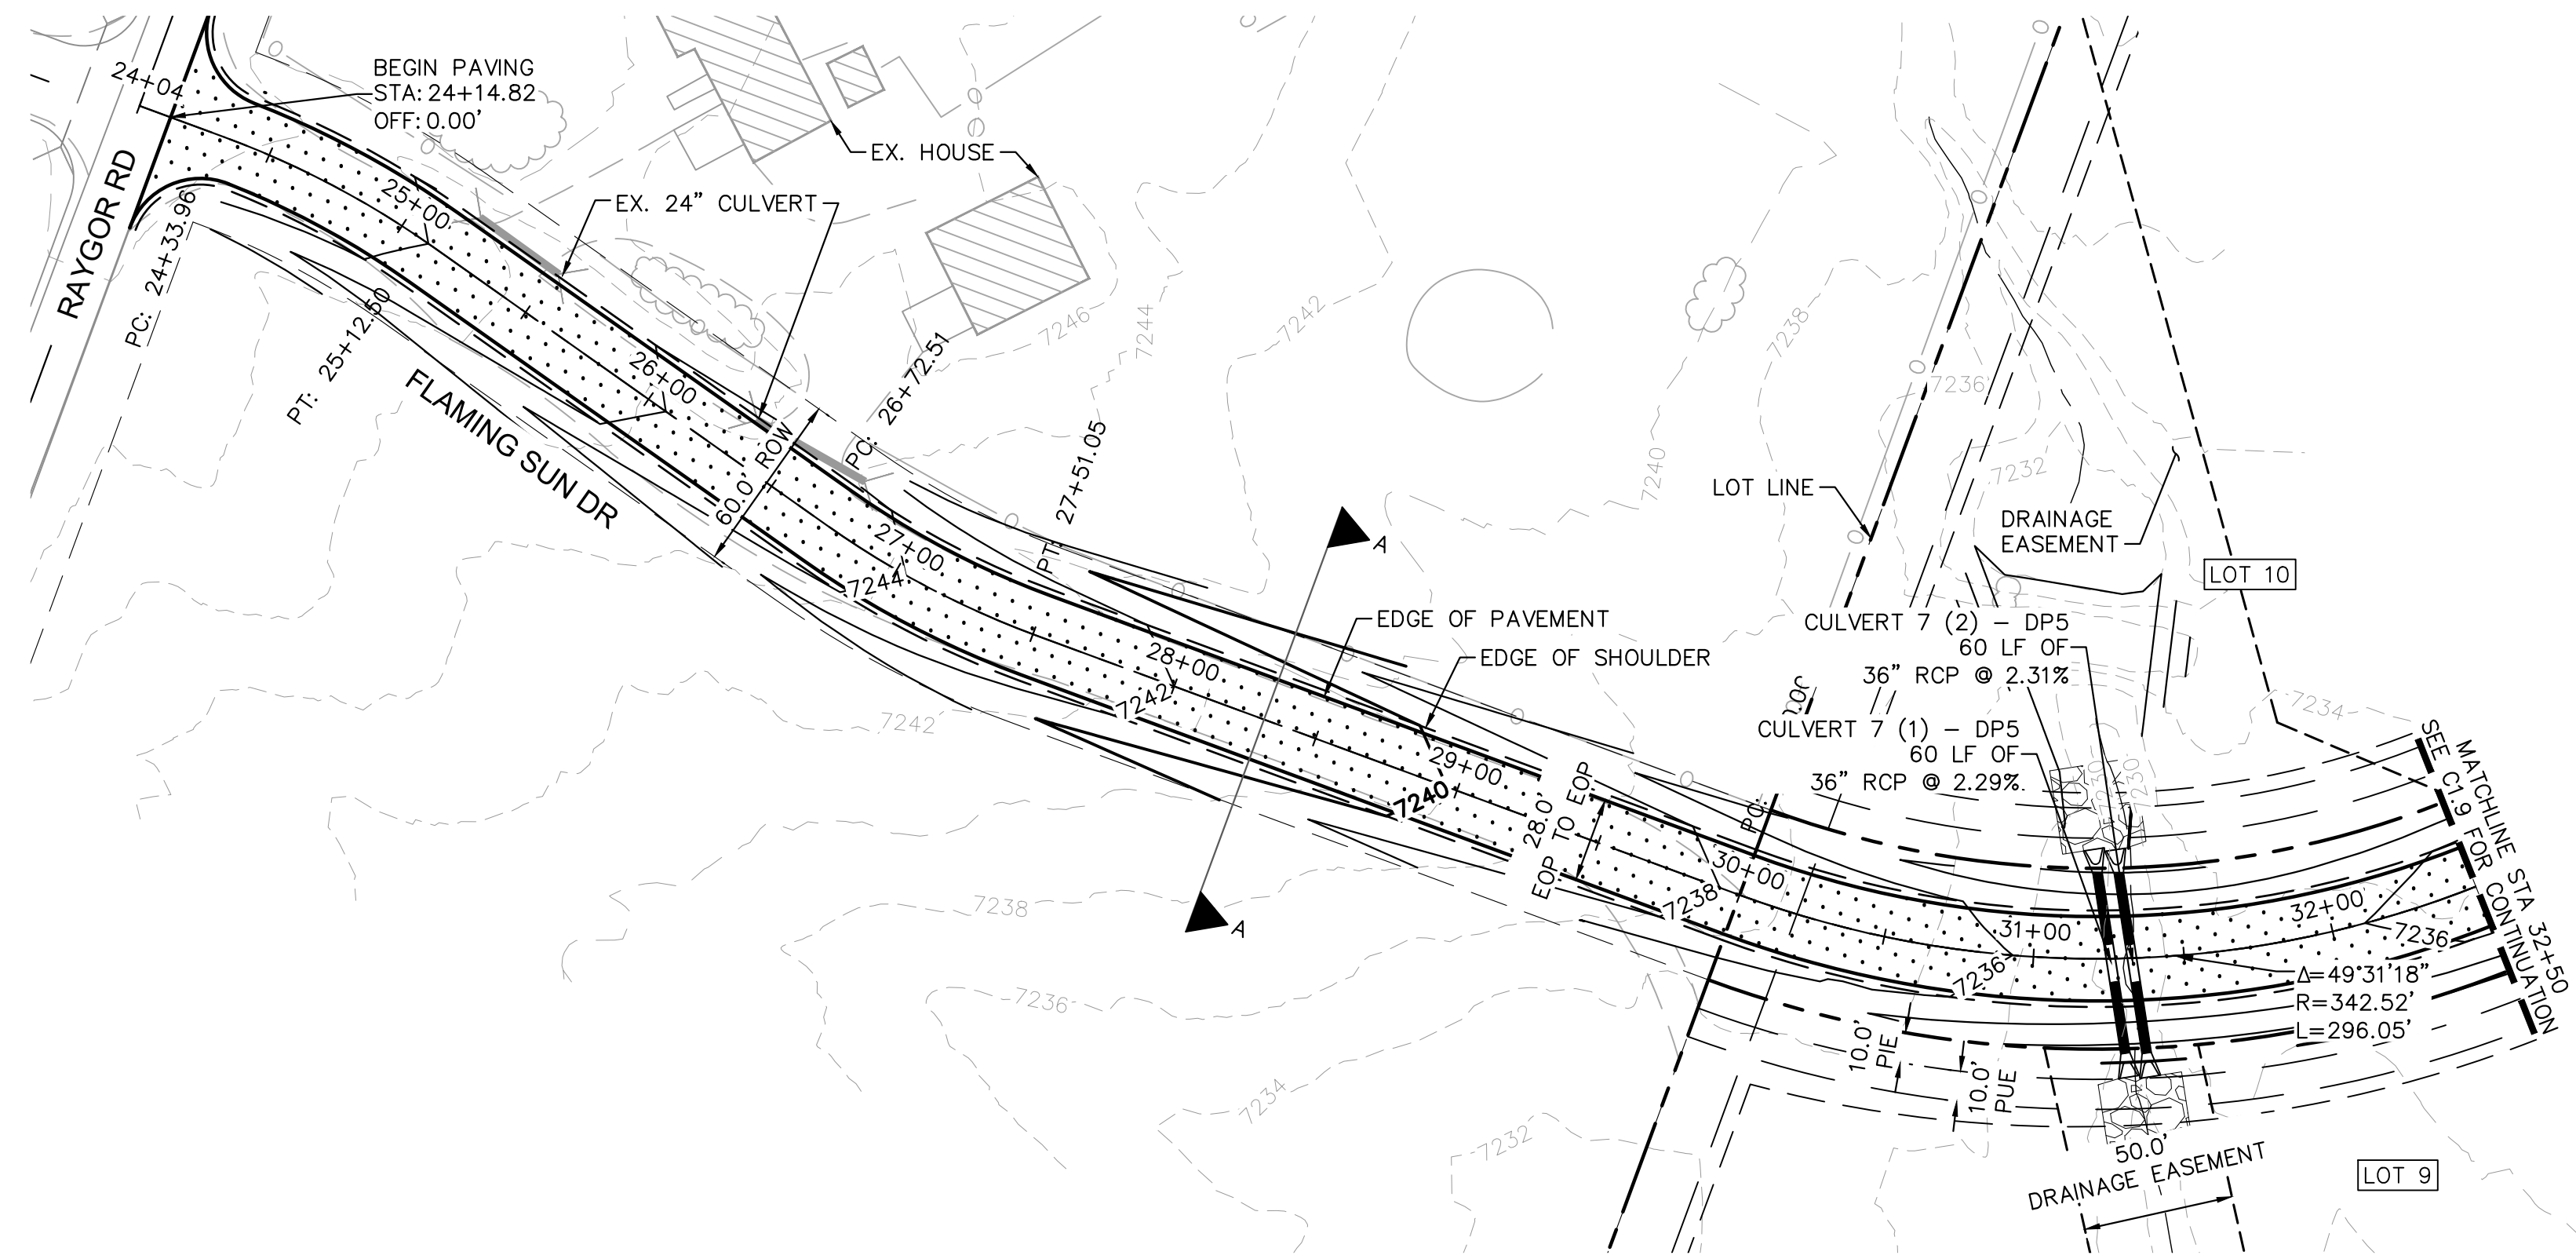 24+04
BEGIN PAVING
STA: 24+14.82
OFF: 0.00'
RAYGOR RD
PC: 24+33.96
25+00
EX. HOUSE
EX. 24" CULVERT
PT: 25+12.50
FLAMING SUN DR
26+00
60.0' ROW
PC: 26+72.51
7246
7244
7242
PT: 27+51.05
27+00
7244
28+00
7242
7242
A
A
EDGE OF PAVEMENT
EDGE OF SHOULDER
29+00
7240
28.0
EOP TO EOP
7240
7238
7236
7232
LOT LINE
DRAINAGE
EASEMENT
LOT 10
CULVERT 7 (2) – DP5
60 LF OF
36" RCP @ 2.31%
CULVERT 7 (1) – DP5
60 LF OF
36" RCP @ 2.29%
PC:
30+00
7238
31+00
7236
32+00
7236
7230
7230
7234
MATCHLINE STA 32+50
SEE C1.9 FOR CONTINUATION
Δ=49°31'18"
R=342.52'
L=296.05'
10.0'
PIE
10.0'
PUE
7238
7236
7234
7232
50.0'
DRAINAGE EASEMENT
LOT 9